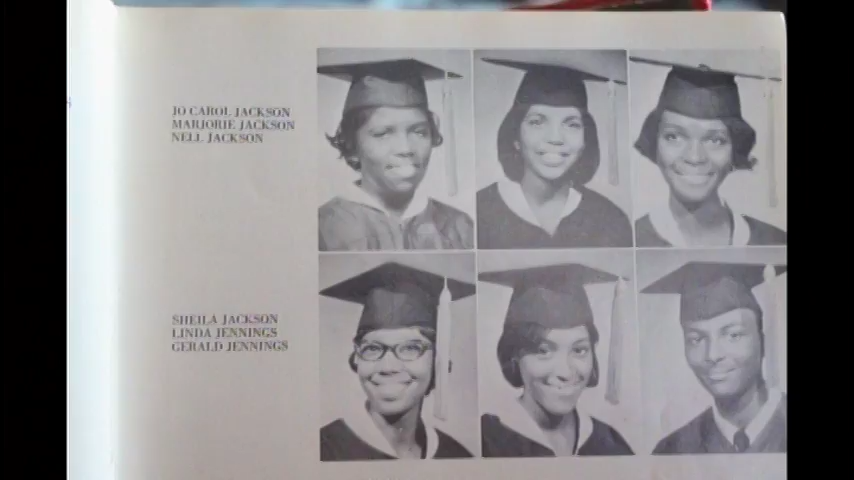 JO CAROL JACKSON
MARJORIE JACKSON
NELL JACKSON
SHEILA JACKSON
LINDA JENNINGS
GERALD JENNINGS